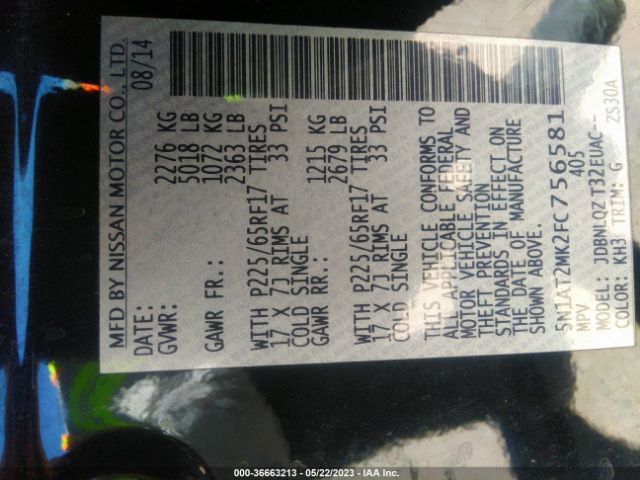 MFD BY NISSAN MOTOR CO., LTD.
DATE: 08/14
GVWR: 2276 KG
5018 LB
GAWR FR.: 1072 KG
2363 LB
WITH P225/65RF17 TIRES
17 X 7J RIMS AT 33 PSI
COLD SINGLE
GAWR RR.: 1215 KG
2679 LB
WITH P225/65RF17 TIRES
17 X 7J RIMS AT 33 PSI
COLD SINGLE
THIS VEHICLE CONFORMS TO
ALL APPLICABLE FEDERAL
MOTOR VEHICLE SAFETY AND
THEFT PREVENTION
STANDARDS IN EFFECT ON
THE DATE OF MANUFACTURE
SHOWN ABOVE.
5N1AT2MK2FC756581
MPV 405
MODEL: JDBNLQZ T32EUAC--
COLOR: KH3 TRIM: G ZS30A
000-36663213 - 05/22/2023 - IAA Inc.